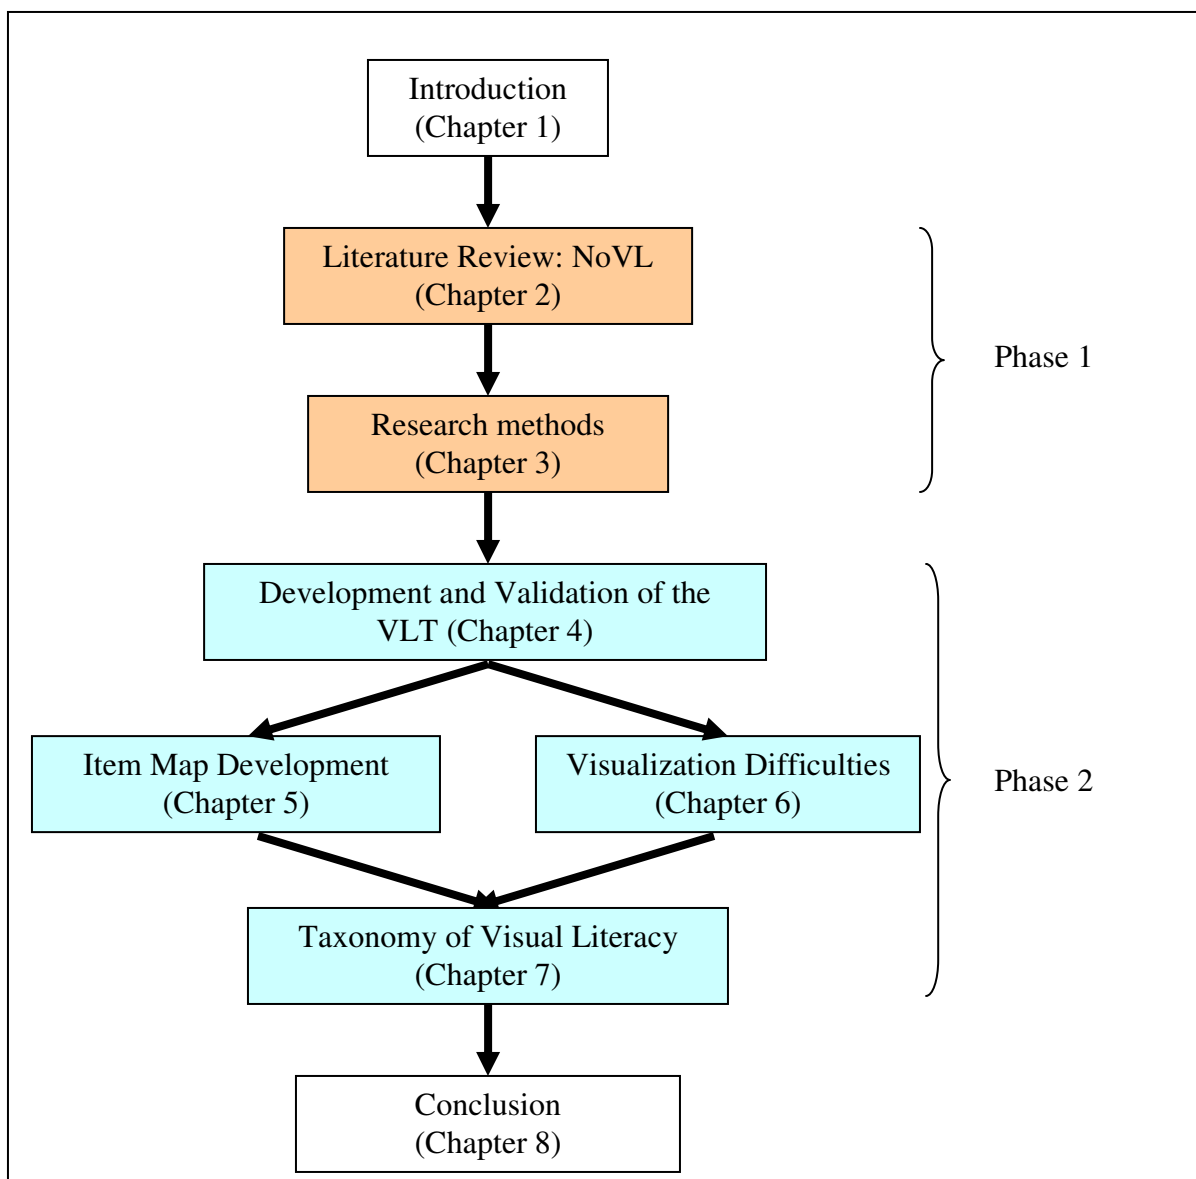 Introduction
(Chapter 1)
Literature Review: NoVL
(Chapter 2)
Phase 1
Research methods
(Chapter 3)
Development and Validation of the
VLT (Chapter 4)
Item Map Development
(Chapter 5)
Visualization Difficulties
(Chapter 6)
Phase 2
Taxonomy of Visual Literacy
(Chapter 7)
Conclusion
(Chapter 8)